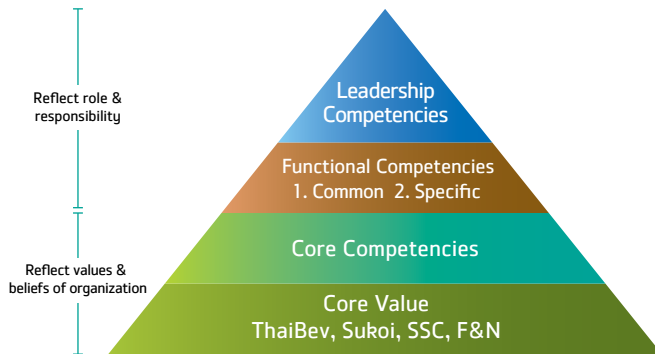 Leadership
Competencies
Reflect role &
responsibility
Functional Competencies
1. Common 2. Specific
Core Competencies
Reflect values &
beliefs of organization
Core Value
ThaiBev, Sukoi, SSC, F&N